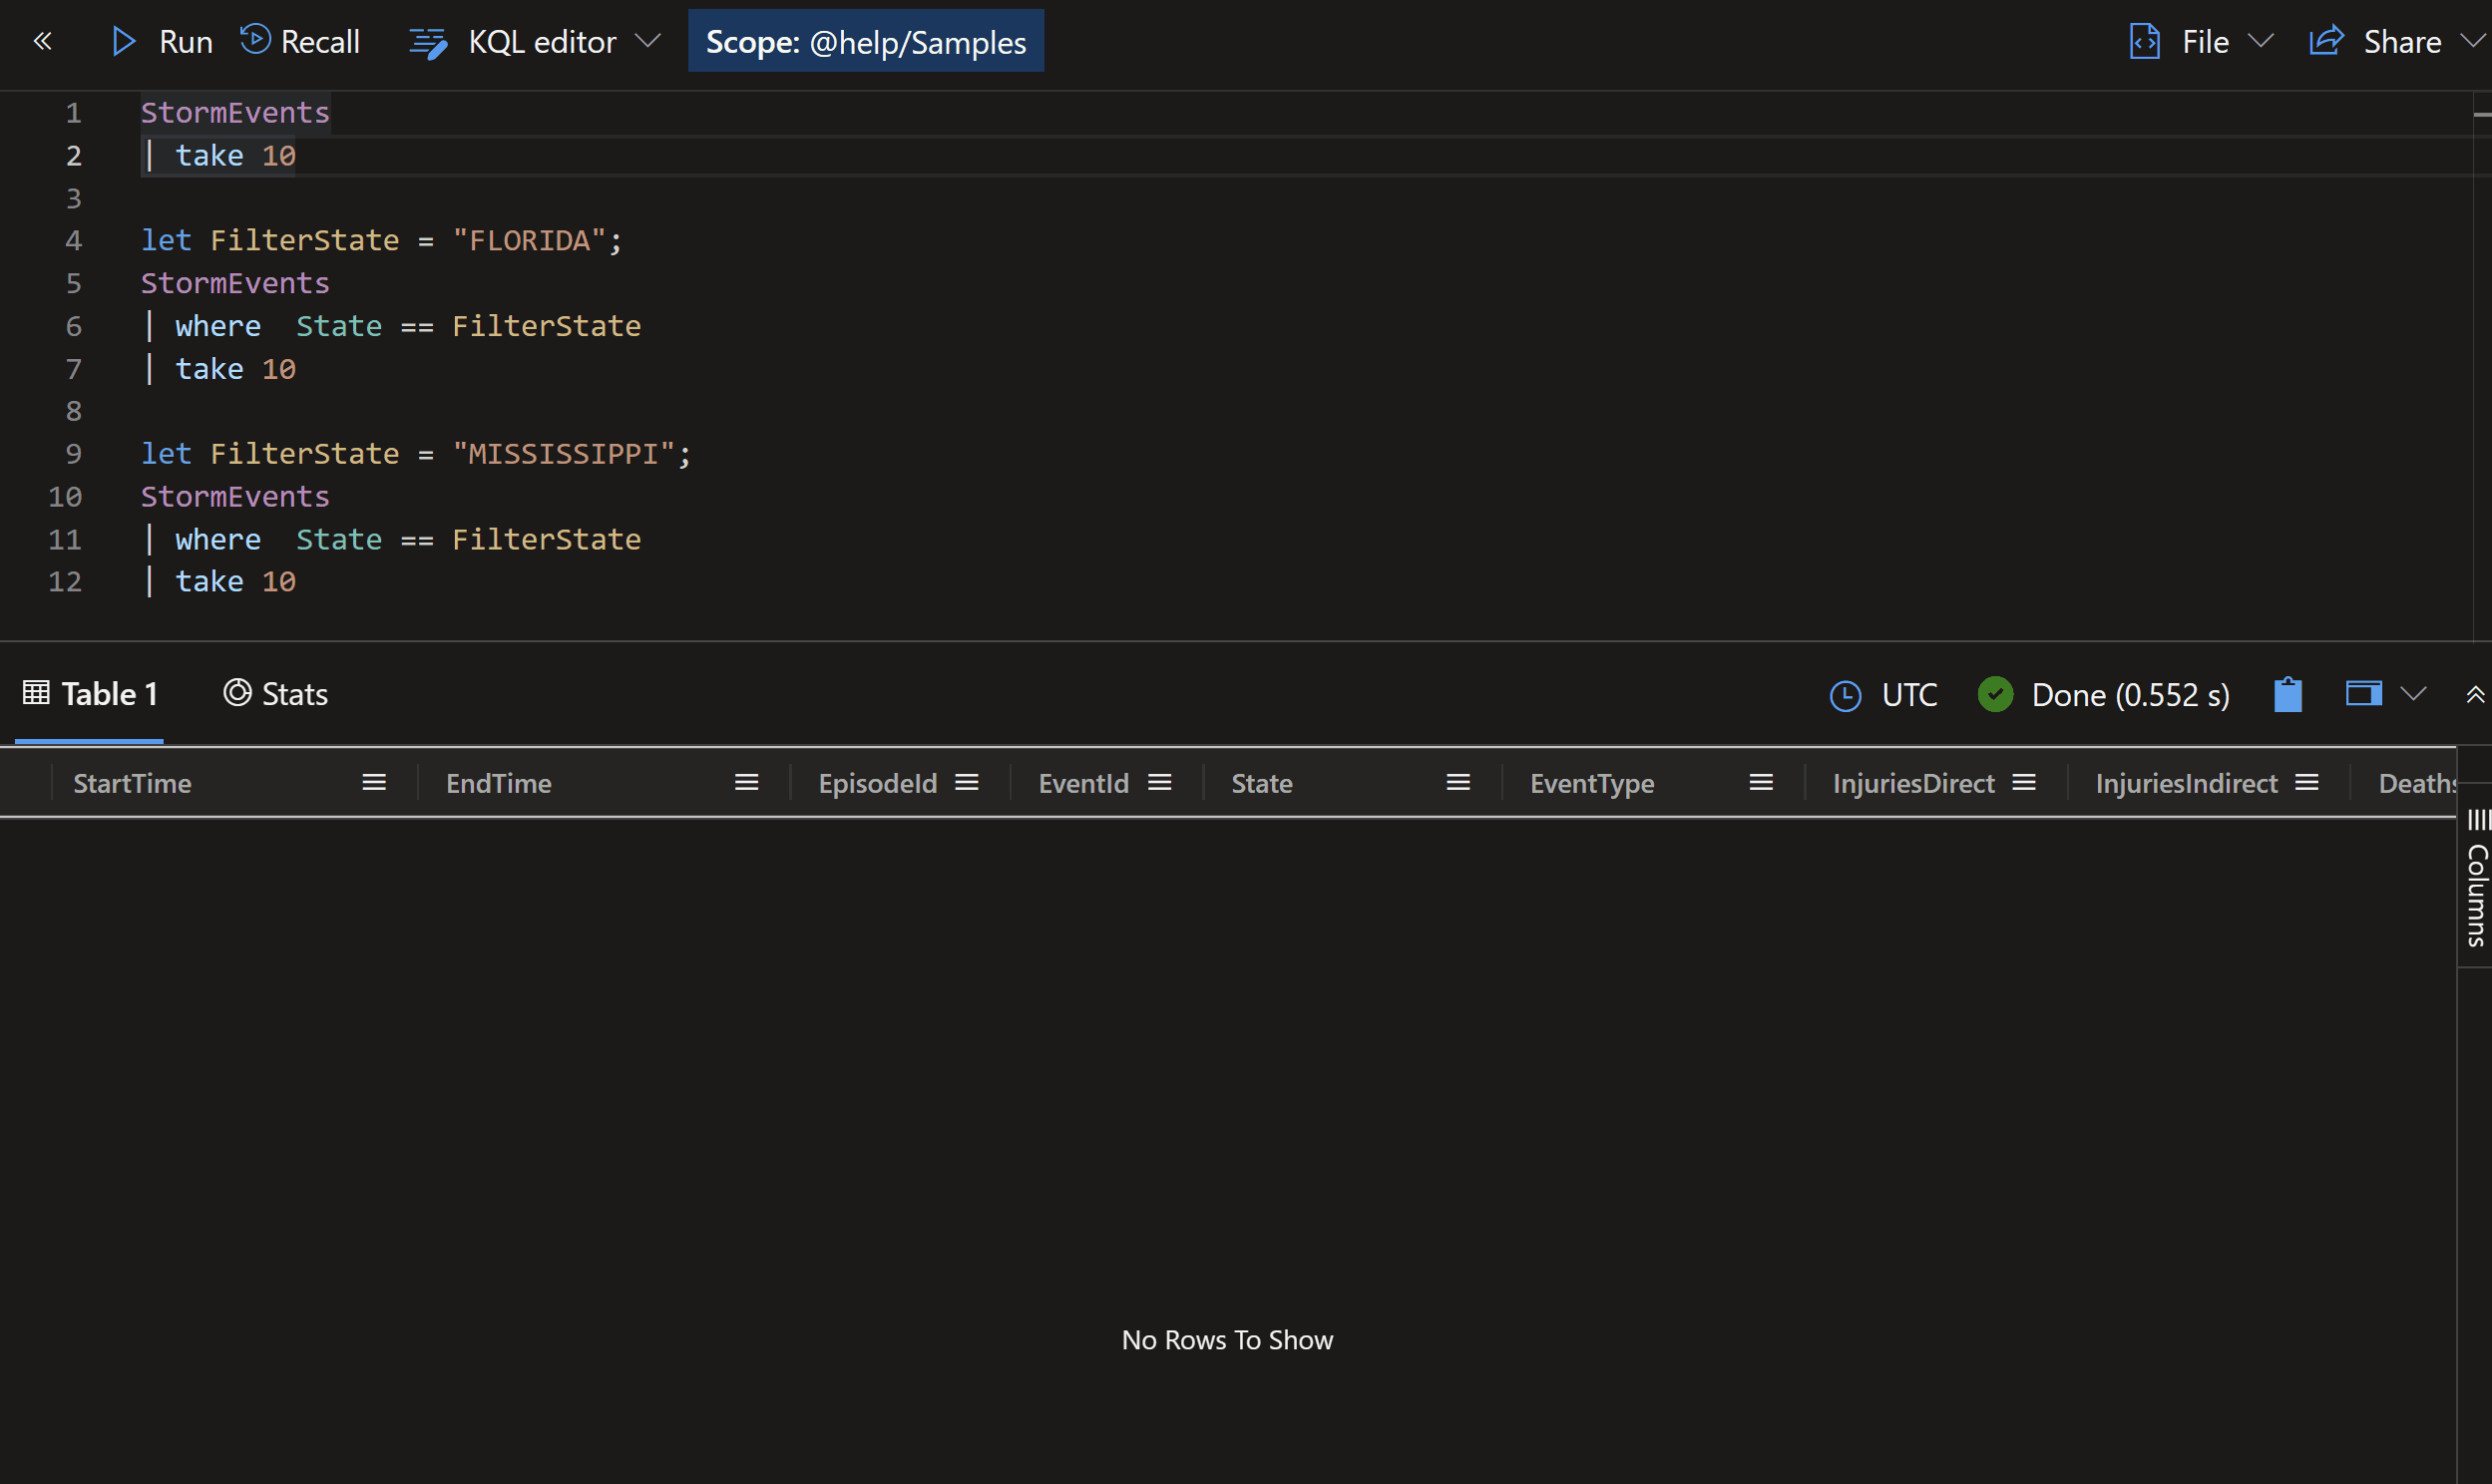 « Run Recall KQL editor Scope: @help/Samples File Share
1 StormEvents
2 | take 10
3
4 let FilterState = "FLORIDA";
5 StormEvents
6 | where  State == FilterState
7 | take 10
8
9 let FilterState = "MISSISSIPPI";
10 StormEvents
11 | where  State == FilterState
12 | take 10
Table 1 Stats UTC Done (0.552 s)
StartTime EndTime EpisodeId EventId State EventType InjuriesDirect InjuriesIndirect Deaths
Columns
No Rows To Show